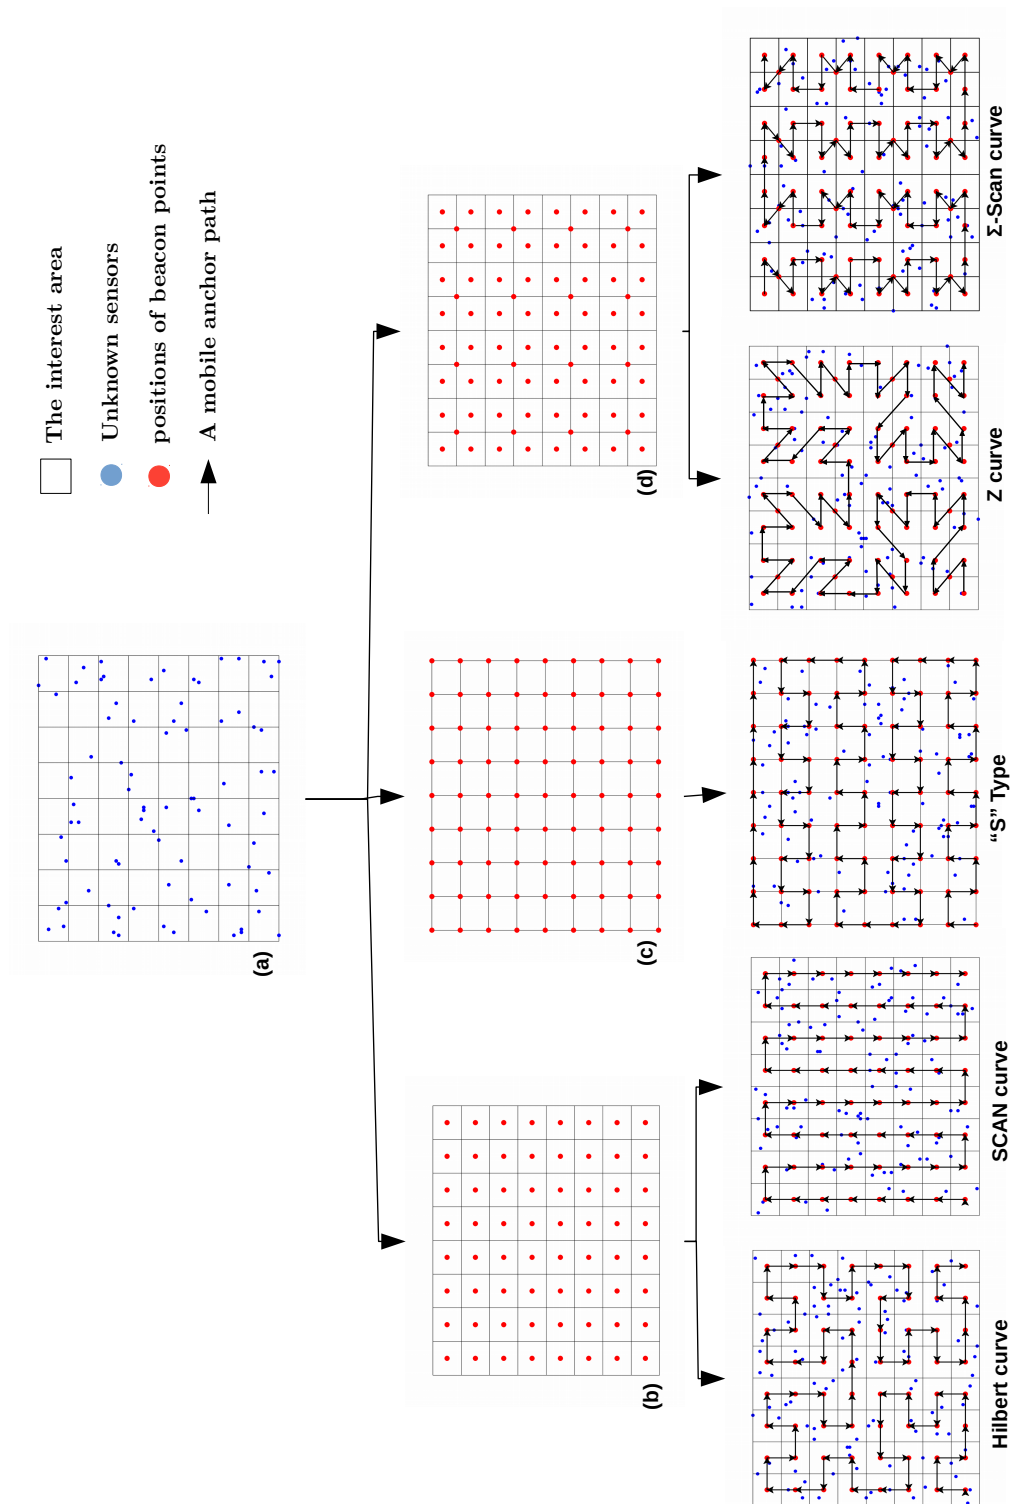 The interest area
Unknown sensors
positions of beacon points
A mobile anchor path
(a)
(b)
(c)
(d)
Hilbert curve
SCAN curve
“S” Type
Z curve
Σ-Scan curve